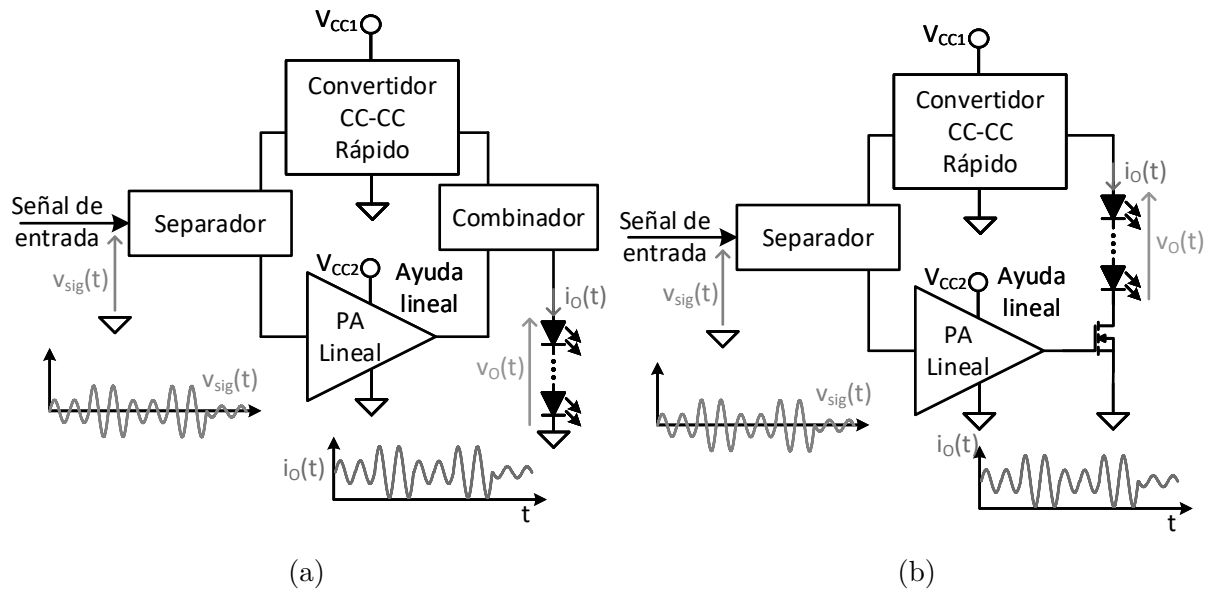 V_CC1
Convertidor
CC-CC
Rápido
Señal de
entrada
Separador
Combinador
v_sig(t)
V_CC2
Ayuda
lineal
PA
Lineal
i_O(t)
v_O(t)
v_sig(t)
i_O(t)
t
(a)
V_CC1
Convertidor
CC-CC
Rápido
i_O(t)
Señal de
entrada
Separador
v_O(t)
v_sig(t)
V_CC2
Ayuda
lineal
PA
Lineal
v_sig(t)
i_O(t)
t
(b)